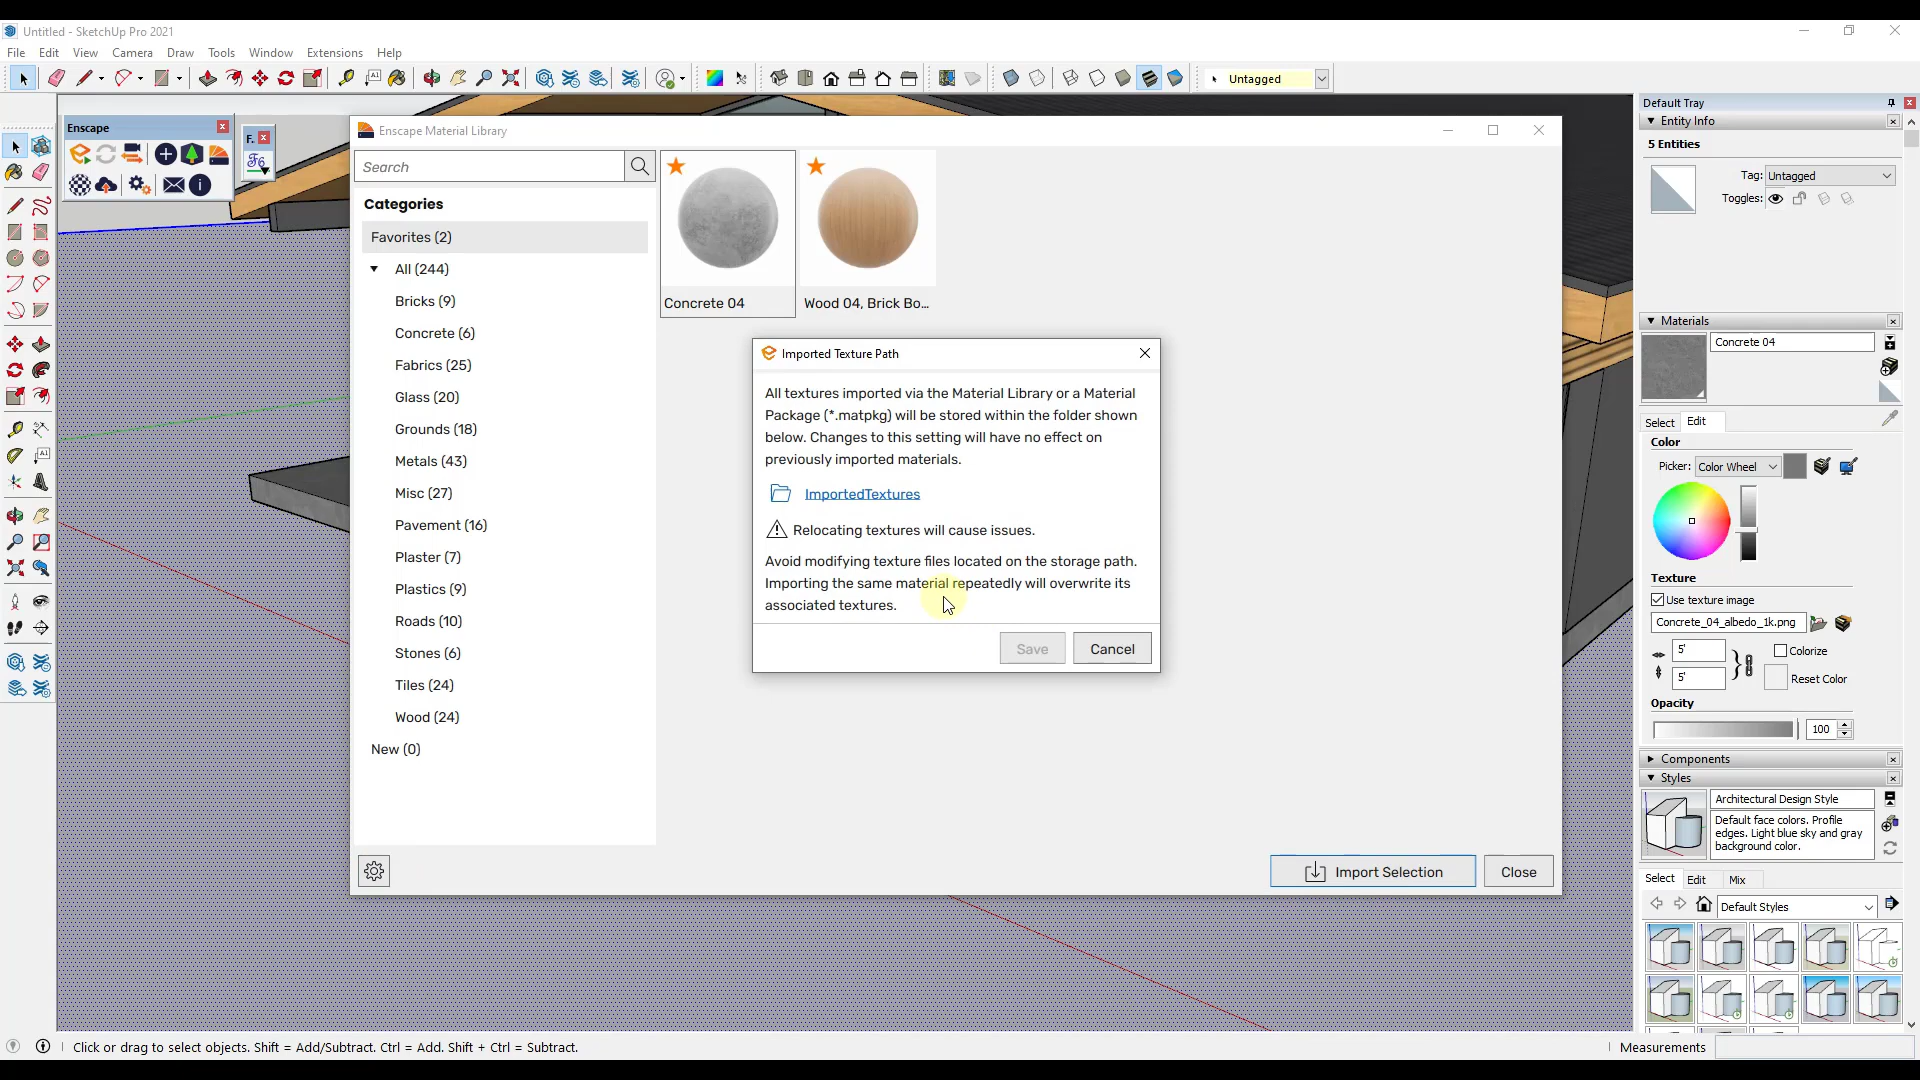 Untitled - SketchUp Pro 2021
File Edit View Camera Draw Tools Window Extensions Help
Untagged
Enscape
F.
Enscape Material Library
Search
Categories
Favorites (2)
All (244)
Bricks (9)
Concrete (6)
Fabrics (25)
Glass (20)
Grounds (18)
Metals (43)
Misc (27)
Pavement (16)
Plaster (7)
Plastics (9)
Roads (10)
Stones (6)
Tiles (24)
Wood (24)
New (0)
Concrete 04
Wood 04, Brick Bo...
Imported Texture Path
All textures imported via the Material Library or a Material
Package (*.matpkg) will be stored within the folder shown
below. Changes to this setting will have no effect on
previously imported materials.
ImportedTextures
Relocating textures will cause issues.
Avoid modifying texture files located on the storage path.
Importing the same material repeatedly will overwrite its
associated textures.
Save
Cancel
Import Selection
Close
Default Tray
Entity Info
5 Entities
Tag: Untagged
Toggles:
Materials
Concrete 04
Select Edit
Color
Picker: Color Wheel
Texture
Use texture image
Concrete_04_albedo_1k.png
5'
Colorize
5'
Reset Color
Opacity
100
Components
Styles
Architectural Design Style
Default face colors. Profile
edges. Light blue sky and gray
background color.
Select Edit Mix
Default Styles
Click or drag to select objects. Shift = Add/Subtract. Ctrl = Add. Shift + Ctrl = Subtract.
Measurements